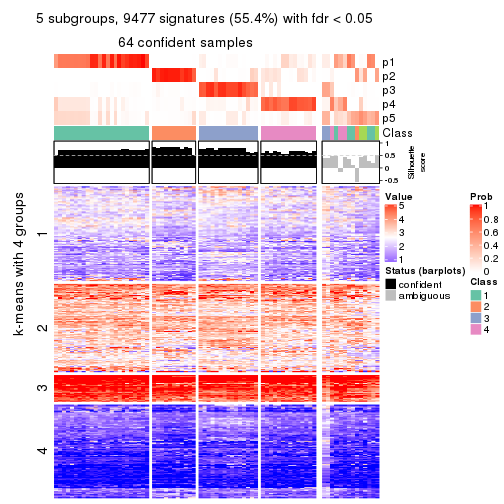 5 subgroups, 9477 signatures (55.4%) with fdr < 0.05
64 confident samples
p1
p2
p3
p4
p5
Class
1
0.5
0
-0.5
Silhouette
score
k-means with 4 groups
1
2
3
4
Value
5
4
3
2
1
Status (barplots)
confident
ambiguous
Prob
1
0.8
0.6
0.4
0.2
0
Class
1
2
3
4